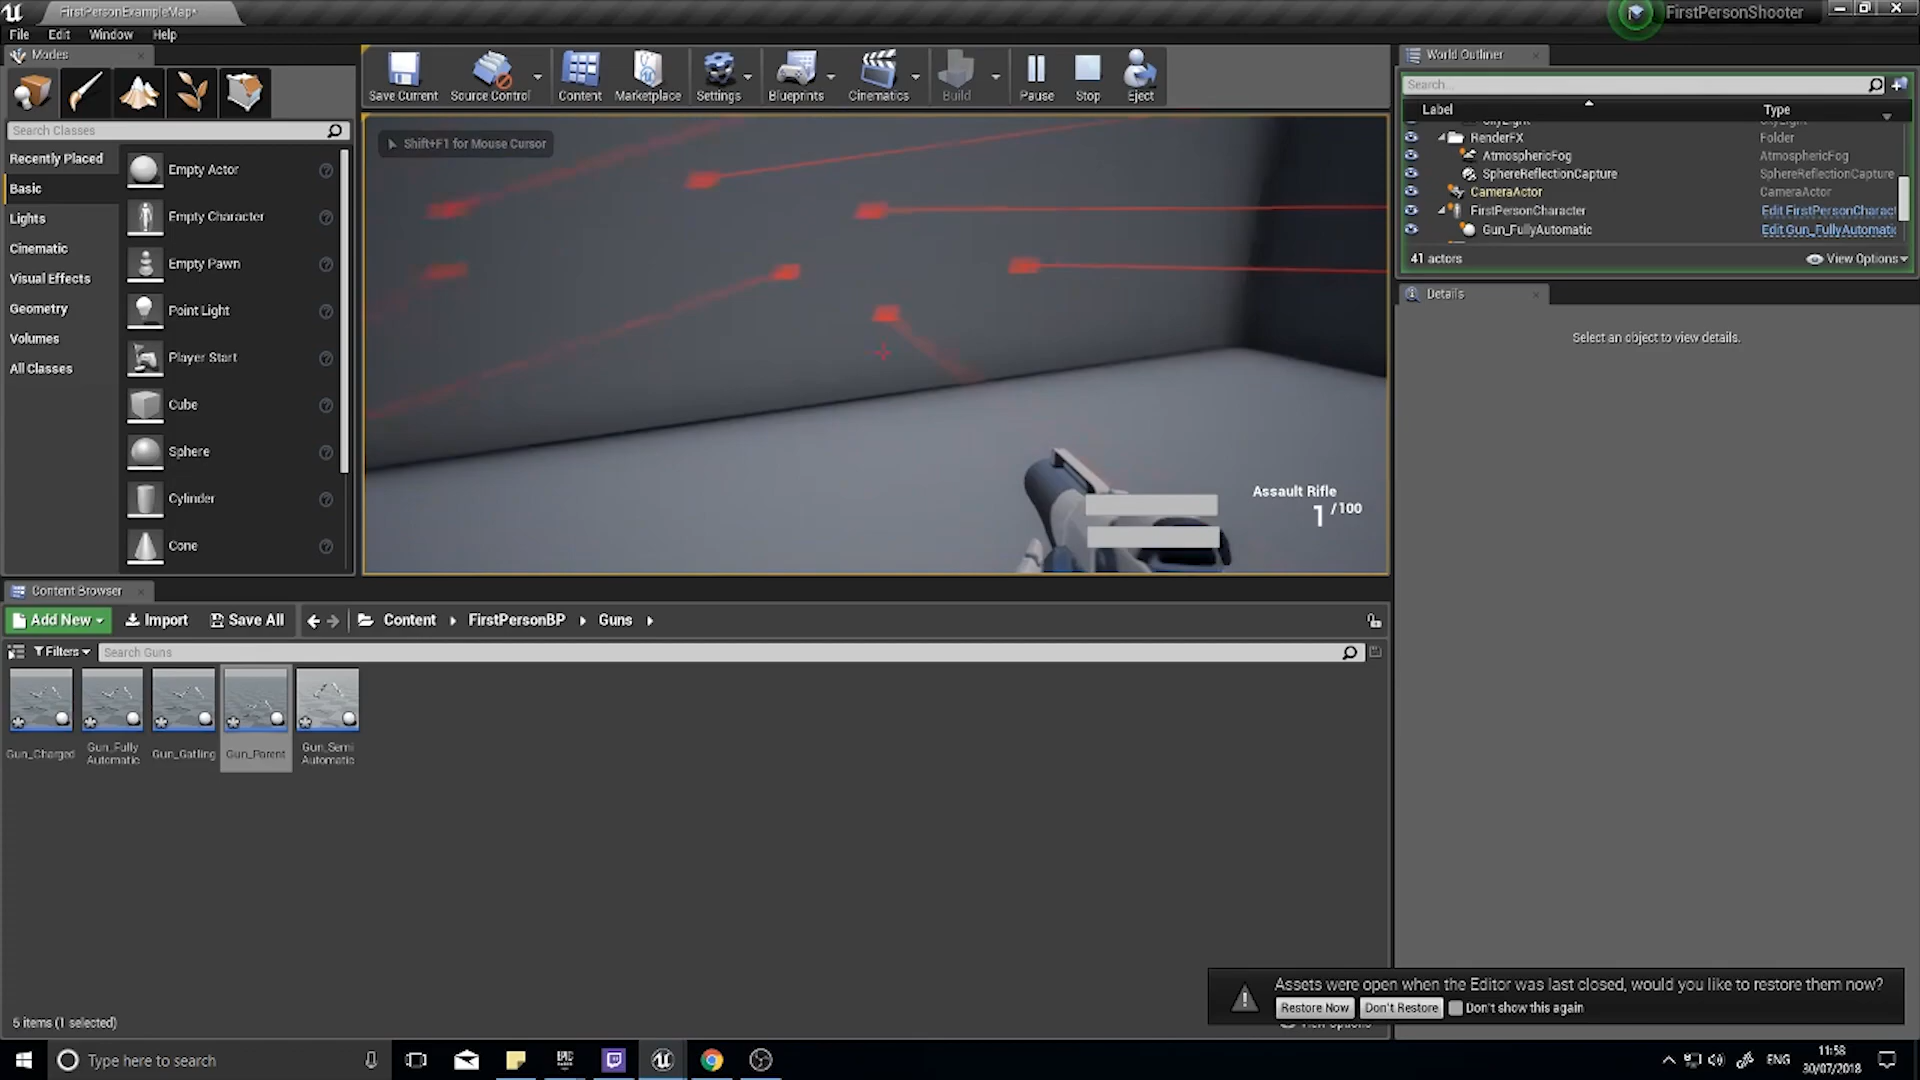 FirstPersonExampleMap*
FirstPersonShooter
File Edit Window Help
Modes
Search Classes
Recently Placed
Basic
Lights
Cinematic
Visual Effects
Geometry
Volumes
All Classes
Empty Actor
Empty Character
Empty Pawn
Point Light
Player Start
Cube
Sphere
Cylinder
Cone
Save Current
Source Control
Content
Marketplace
Settings
Blueprints
Cinematics
Build
Pause
Stop
Eject
Shift+F1 for Mouse Cursor
Assault Rifle
1 /100
World Outliner
Search...
Label Type
RenderFX Folder
AtmosphericFog AtmosphericFog
SphereReflectionCapture SphereReflectionCapture
CameraActor CameraActor
FirstPersonCharacter Edit FirstPersonCharact
Gun_FullyAutomatic Edit Gun_FullyAutomatic
41 actors View Options
Details
Select an object to view details.
Content Browser
Add New Import Save All Content FirstPersonBP Guns
Filters Search Guns
Gun_Charged
Gun_Fully
Automatic
Gun_Gatling
Gun_Parent
Gun_Semi
Automatic
5 items (1 selected)
Assets were open when the Editor was last closed, would you like to restore them now?
Restore Now Don't Restore Don't show this again
Type here to search
EPIC
ENG
11:58
30/07/2018